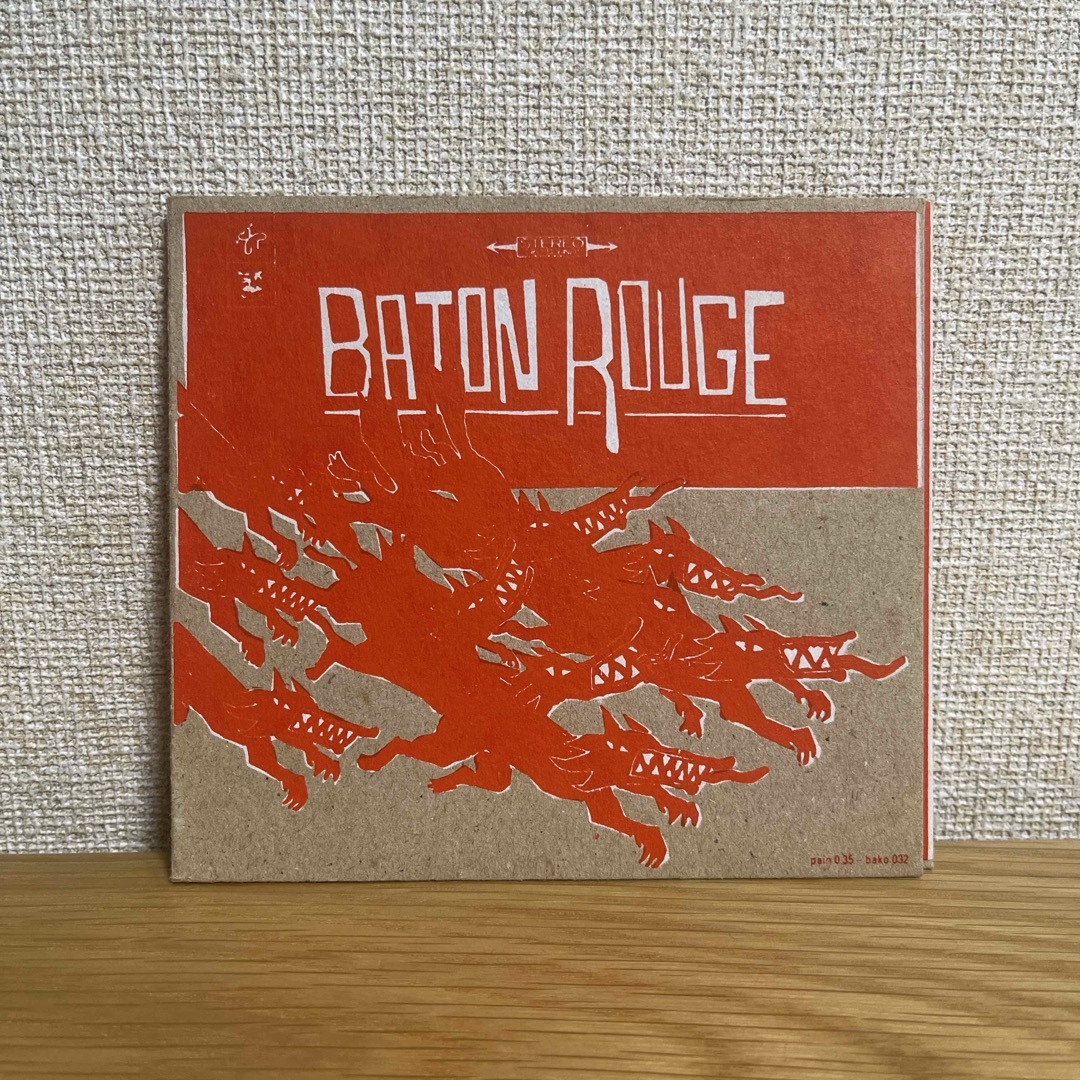 STEREO
BATON ROUGE
pain 035 - bako 032